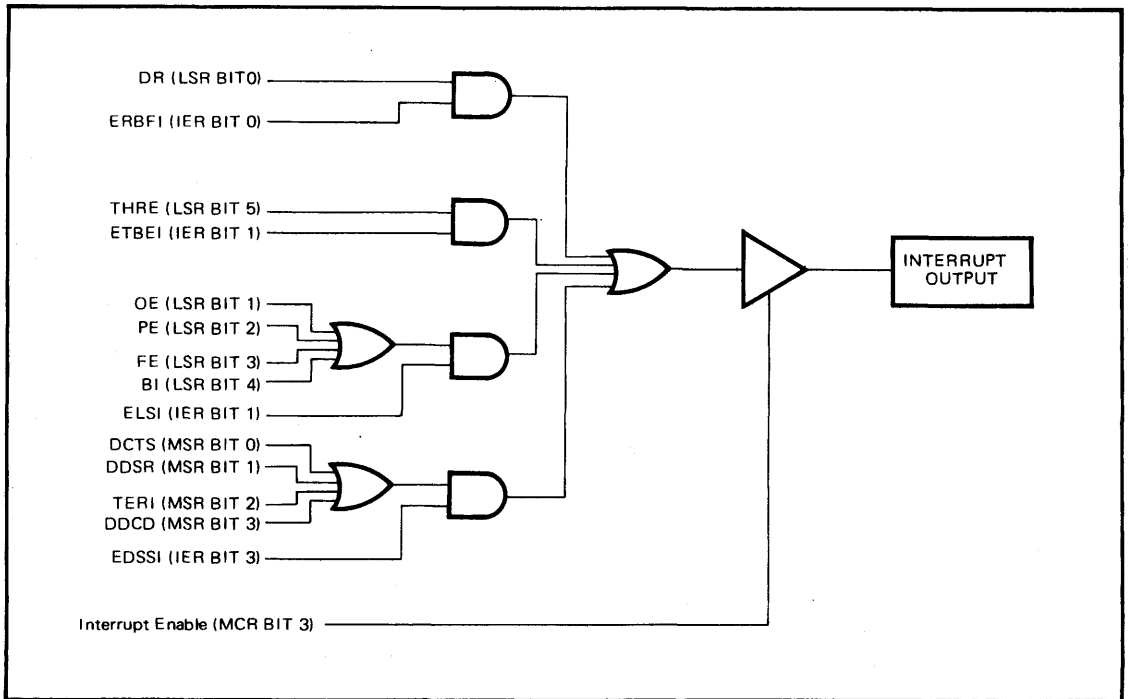 DR (LSR BIT0)
ERBFI (IER BIT 0)
THRE (LSR BIT 5)
ETBEI (IER BIT 1)
OE (LSR BIT 1)
PE (LSR BIT 2)
FE (LSR BIT 3)
BI (LSR BIT 4)
ELSI (IER BIT 1)
DCTS (MSR BIT 0)
DDSR (MSR BIT 1)
TERI (MSR BIT 2)
DDCD (MSR BIT 3)
EDSSI (IER BIT 3)
Interrupt Enable (MCR BIT 3)
INTERRUPT
OUTPUT